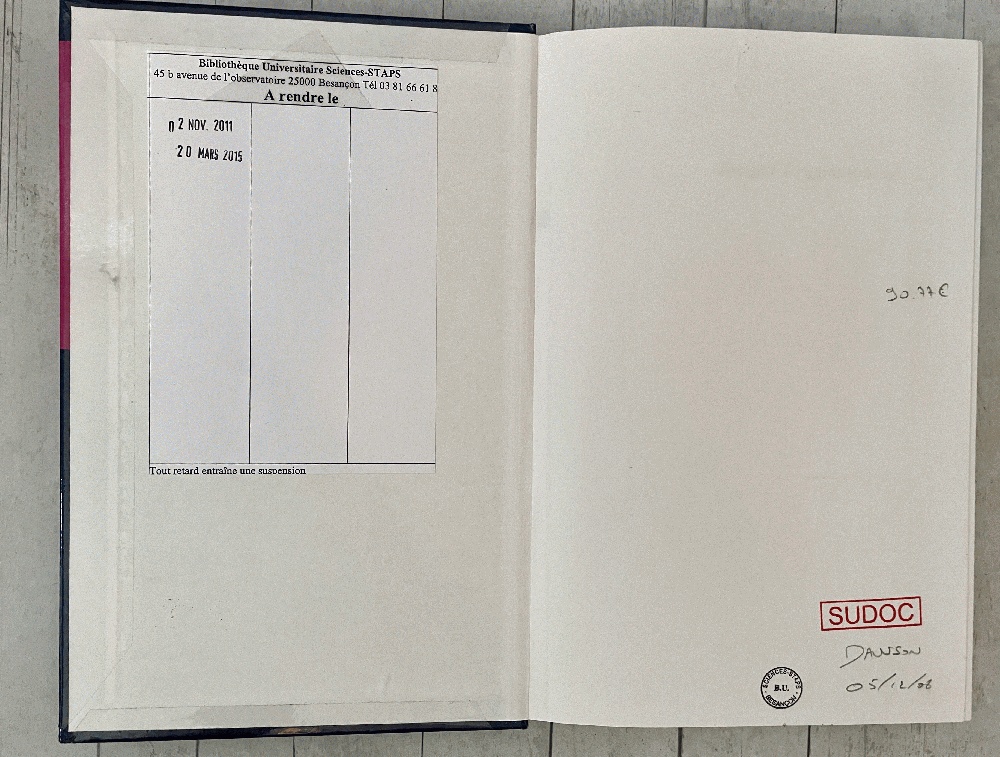 Bibliothèque Universitaire Sciences-STAPS
45 b avenue de l'observatoire 25000 Besançon Tél 03 81 66 61 8
A rendre le
02 NOV. 2011
20 MARS 2015
Tout retard entraîne une suspension
90.77€
SUDOC
DAWSON
05/12/06
SCIENCES-STAPS
B.U.
BESANÇON